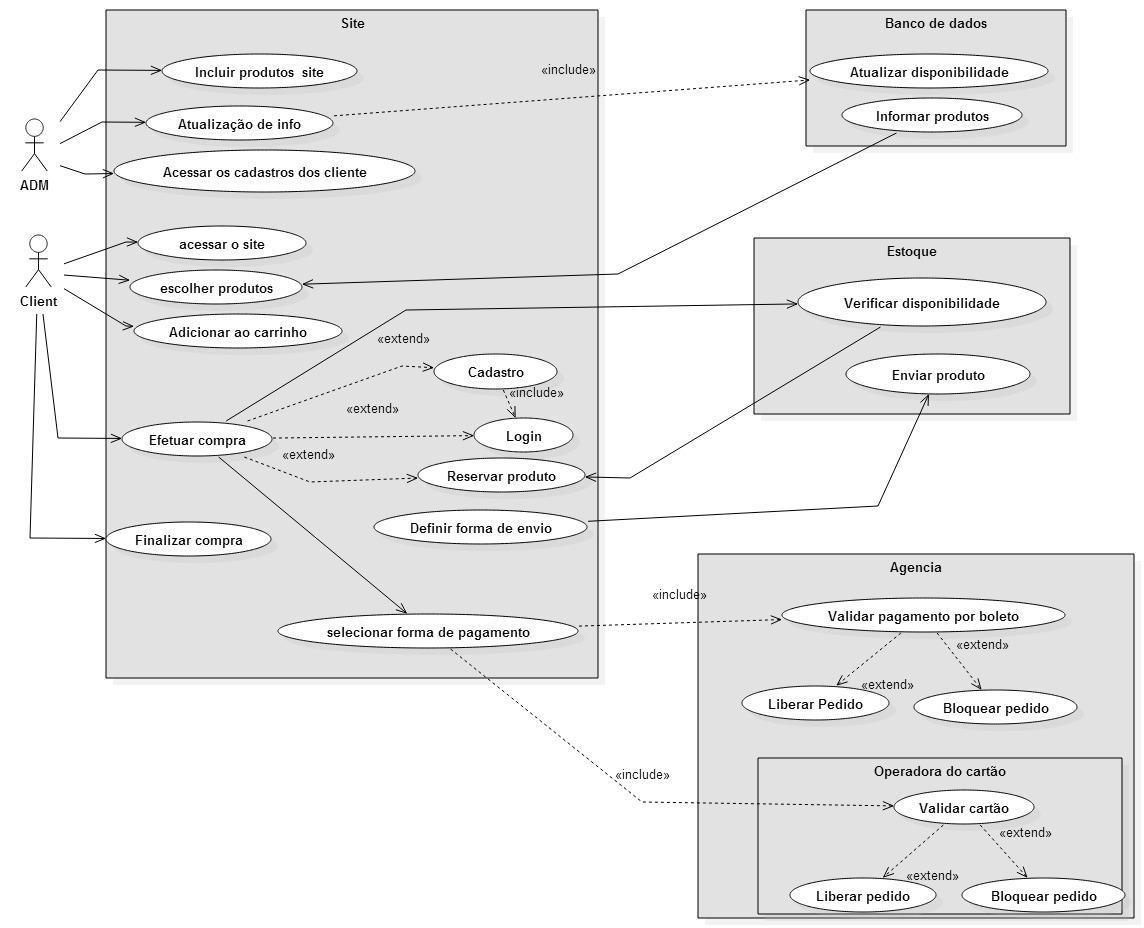 Site
Incluir produtos  site
Atualização de info
Acessar os cadastros dos cliente
ADM
acessar o site
escolher produtos
Adicionar ao carrinho
Client
«extend»
Cadastro
«include»
«extend»
Efetuar compra
Login
«extend»
Reservar produto
Definir forma de envio
Finalizar compra
selecionar forma de pagamento
«include»
Banco de dados
Atualizar disponibilidade
Informar produtos
Estoque
Verificar disponibilidade
Enviar produto
Agencia
«include»
Validar pagamento por boleto
«extend»
«extend»
Liberar Pedido
Bloquear pedido
«include»
Operadora do cartão
Validar cartão
«extend»
«extend»
Liberar pedido
Bloquear pedido